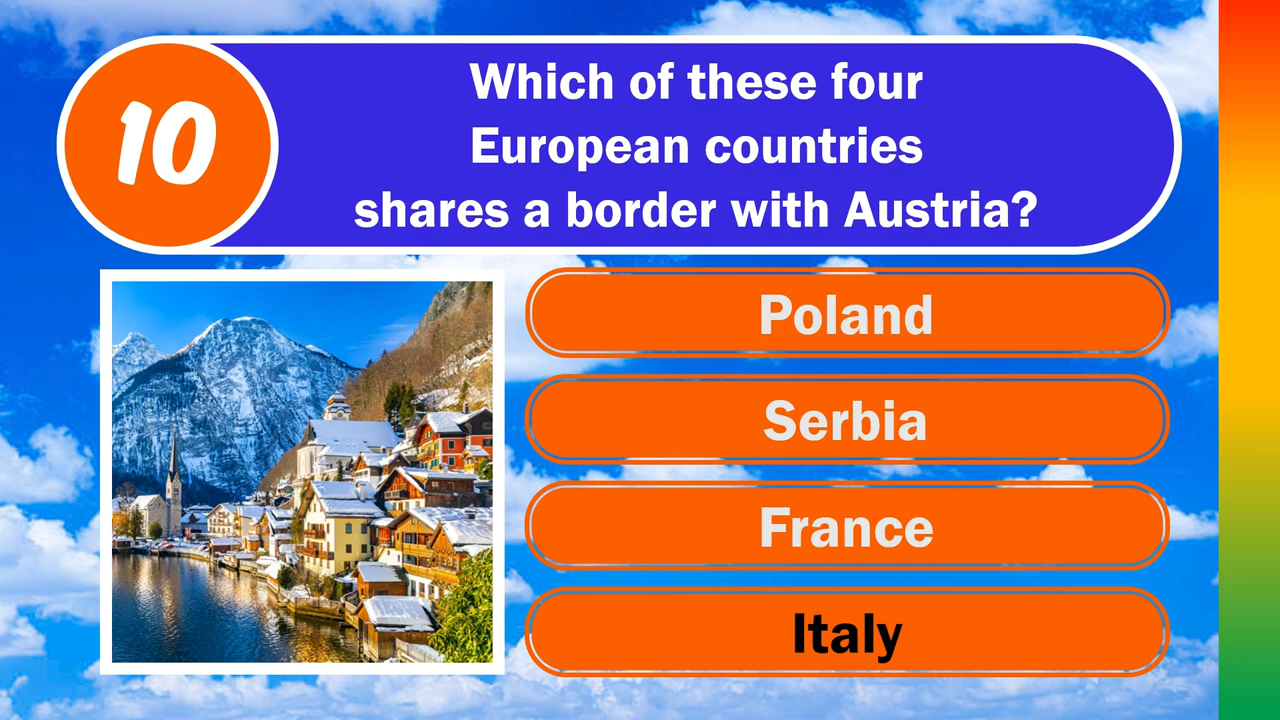 10
Which of these four
European countries
shares a border with Austria?
Poland
Serbia
France
Italy